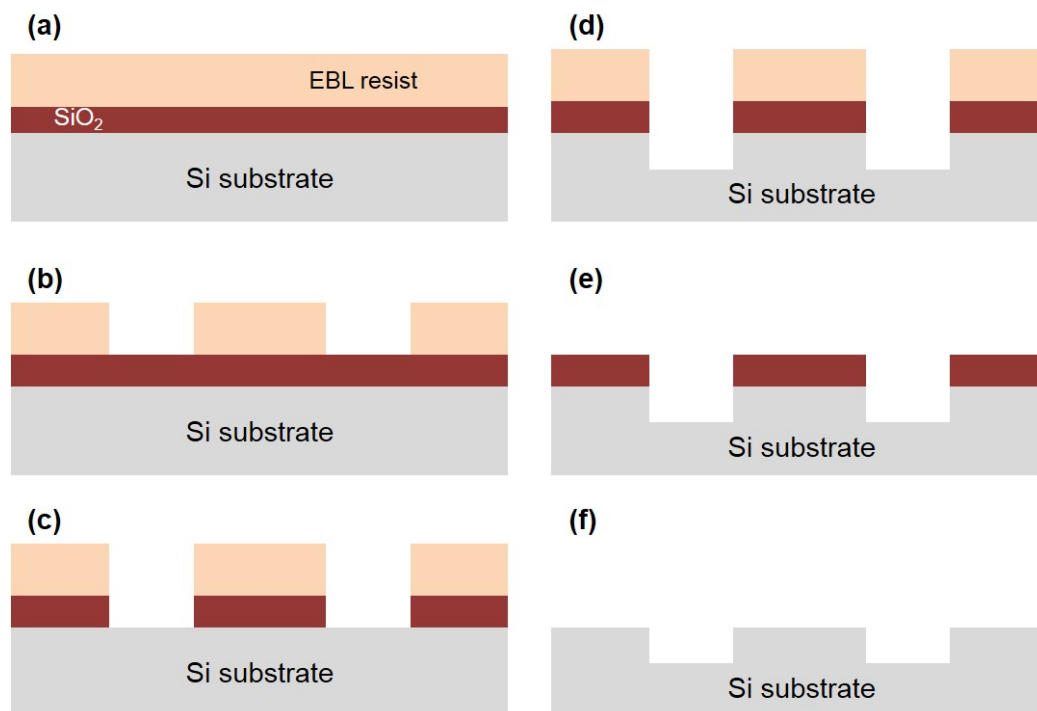 (a)
EBL resist
SiO₂
Si substrate
(b)
Si substrate
(c)
Si substrate
(d)
Si substrate
(e)
Si substrate
(f)
Si substrate